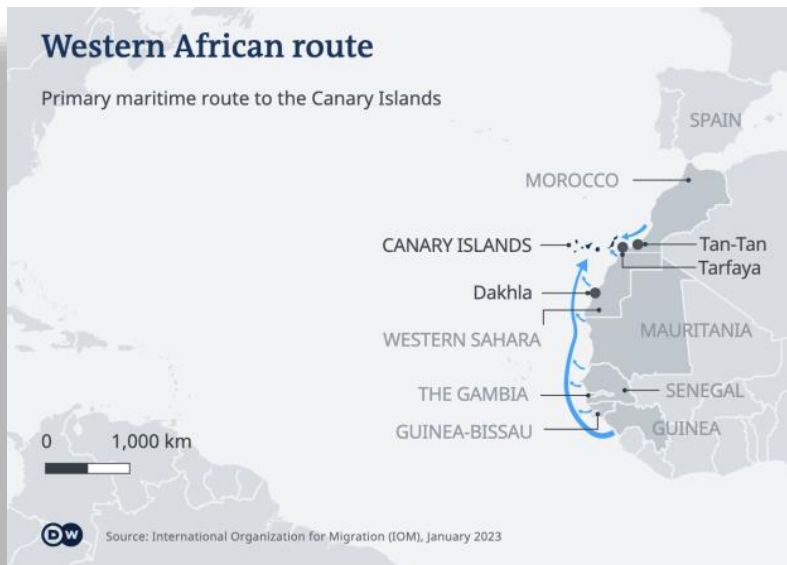 Western African route
Primary maritime route to the Canary Islands
SPAIN
MOROCCO
CANARY ISLANDS
Tan-Tan
Tarfaya
Dakhla
WESTERN SAHARA
MAURITANIA
THE GAMBIA
SENEGAL
GUINEA-BISSAU
GUINEA
0 1,000 km
DW Source: International Organization for Migration (IOM), January 2023